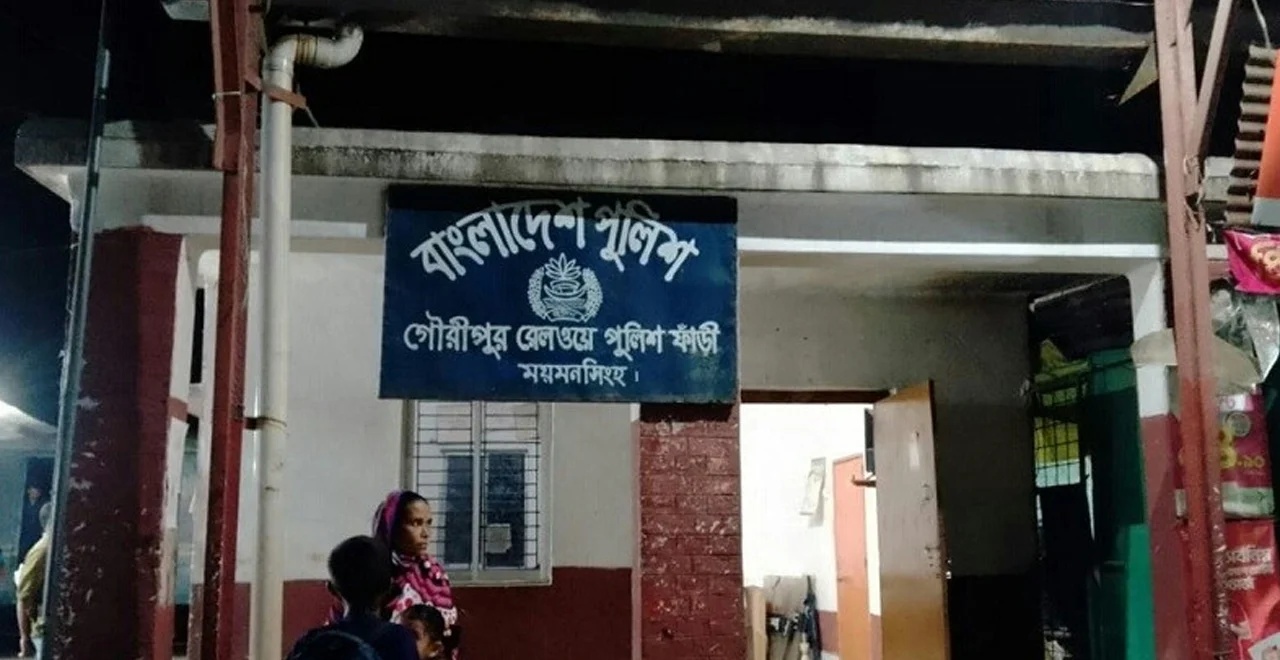 বাংলাদেশ পুলিশ
গৌরীপুর রেলওয়ে পুলিশ ফাঁড়ী
ময়মনসিংহ।